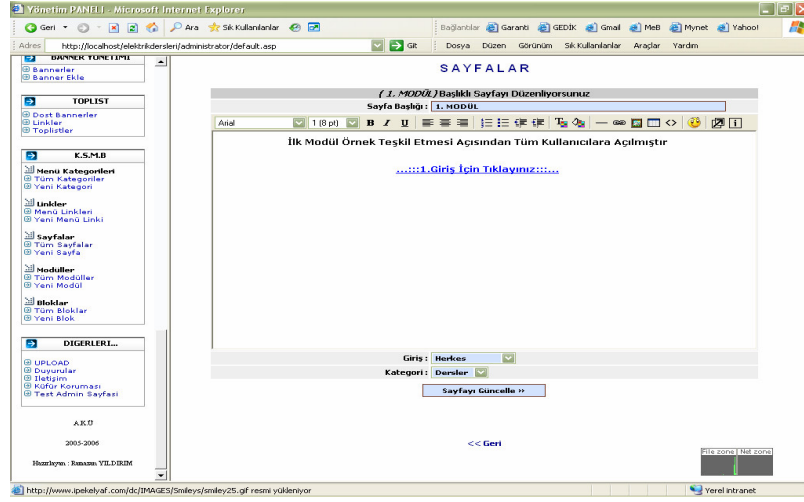 Yönetim PANELİ - Microsoft Internet Explorer
Geri
Ara
Sık Kullanılanlar
Bağlantılar
Garanti
GEDİK
Gmail
MeB
Mynet
Yahoo!
Adres
http://localhost/elektrikdersleri/administrator/default.asp
Git
Dosya
Düzen
Görünüm
Sık Kullanılanlar
Araçlar
Yardım
BANNER YÖNETİMİ
Bannerler
Banner Ekle
TOPLIST
Dost Bannerler
Linkler
Toplistler
K.S.M.B
Menü Kategorileri
Tüm Kategoriler
Yeni Kategori
Linkler
Menü Linkleri
Yeni Menü Linki
Sayfalar
Tüm Sayfalar
Yeni Sayfa
Modüller
Tüm Modüller
Yeni Modül
Bloklar
Tüm Bloklar
Yeni Blok
DIGERLERI...
UPLOAD
Duyurular
Iletişim
Küfür Koruması
Test Admin Sayfasi
A.K.Ü
2005-2006
Hazırlayan : Ramazan YILDIRIM
SAYFALAR
( 1. MODÜL ) Başlıklı Sayfayı Düzenliyorsunuz
Sayfa Başlığı : 1. MODÜL
Arial
1 (8 pt)
B I U
İlk Modül Örnek Teşkil Etmesi Açısından Tüm Kullanıcılara Açılmıştır
...:::1.Giriş İçin Tıklayınız:::...
Giriş : Herkes
Kategori : Dersler
Sayfayı Güncelle »
<< Geri
File zone
Net zone
http://www.ipekelyaf.com/dc/IMAGES/Smileys/smiley25.gif resmi yükleniyor
Yerel intranet